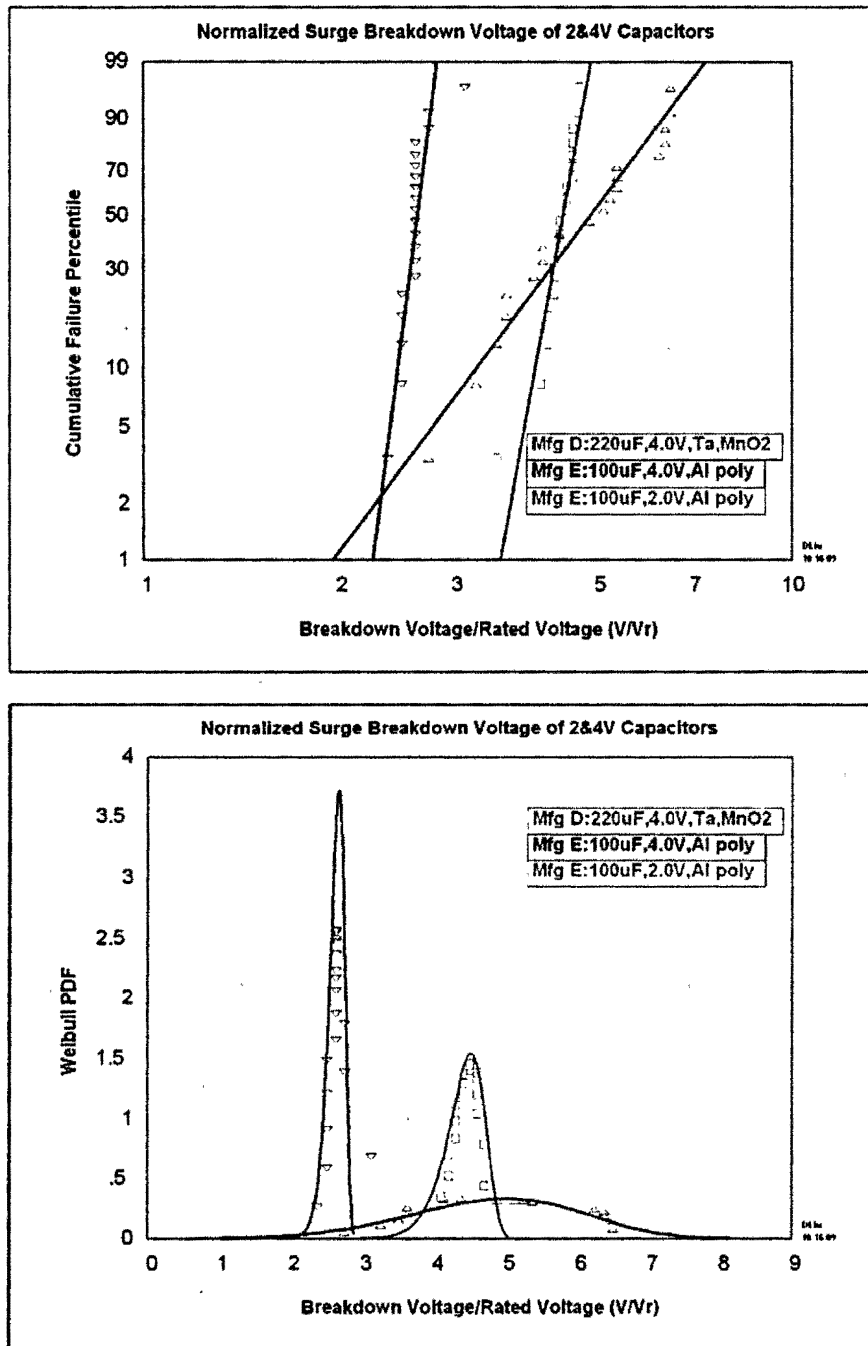 Normalized Surge Breakdown Voltage of 2&4V Capacitors
99
90
70
50
30
10
5
2
1
Cumulative Failure Percentile
Mfg D:220uF,4.0V,Ta,MnO2
Mfg E:100uF,4.0V,Al poly
Mfg E:100uF,2.0V,Al poly
1 2 3 5 7 10
Breakdown Voltage/Rated Voltage (V/Vr)
Normalized Surge Breakdown Voltage of 2&4V Capacitors
4
3.5
3
2.5
2
1.5
1
.5
0
Weibull PDF
Mfg D:220uF,4.0V,Ta,MnO2
Mfg E:100uF,4.0V,Al poly
Mfg E:100uF,2.0V,Al poly
0 1 2 3 4 5 6 7 8 9
Breakdown Voltage/Rated Voltage (V/Vr)